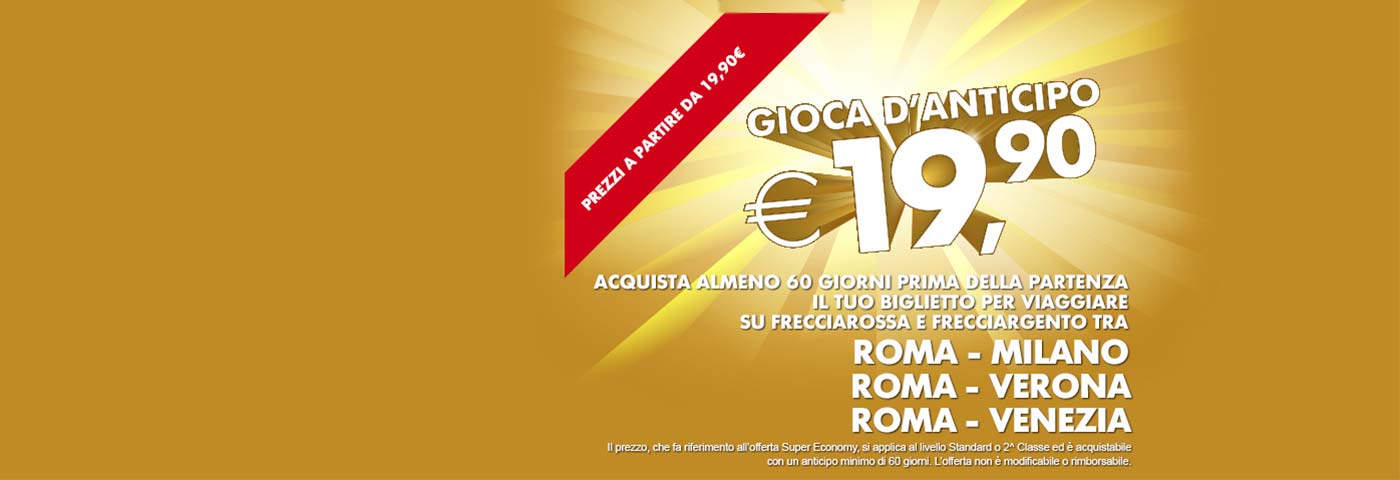 PREZZI A PARTIRE DA 19,90€
GIOCA D'ANTICIPO
€19,90
ACQUISTA ALMENO 60 GIORNI PRIMA DELLA PARTENZA
IL TUO BIGLIETTO PER VIAGGIARE
SU FRECCIAROSSA E FRECCIARGENTO TRA
ROMA - MILANO
ROMA - VERONA
ROMA - VENEZIA
Il prezzo, che fa riferimento all'offerta Super Economy, si applica al livello Standard o 2^ Classe ed è acquistabile
con un anticipo minimo di 60 giorni. L'offerta non è modificabile o rimborsabile.